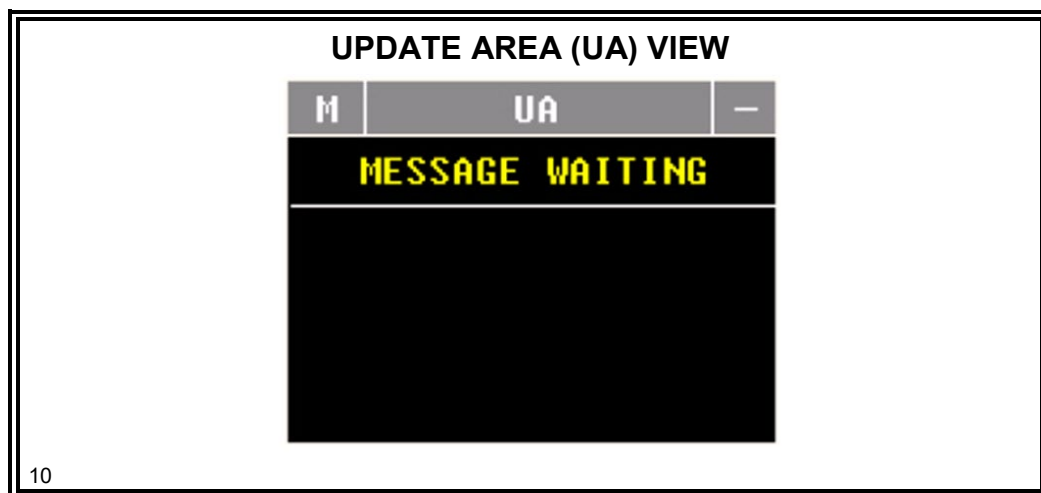 UPDATE AREA (UA) VIEW
M UA —
MESSAGE WAITING
10